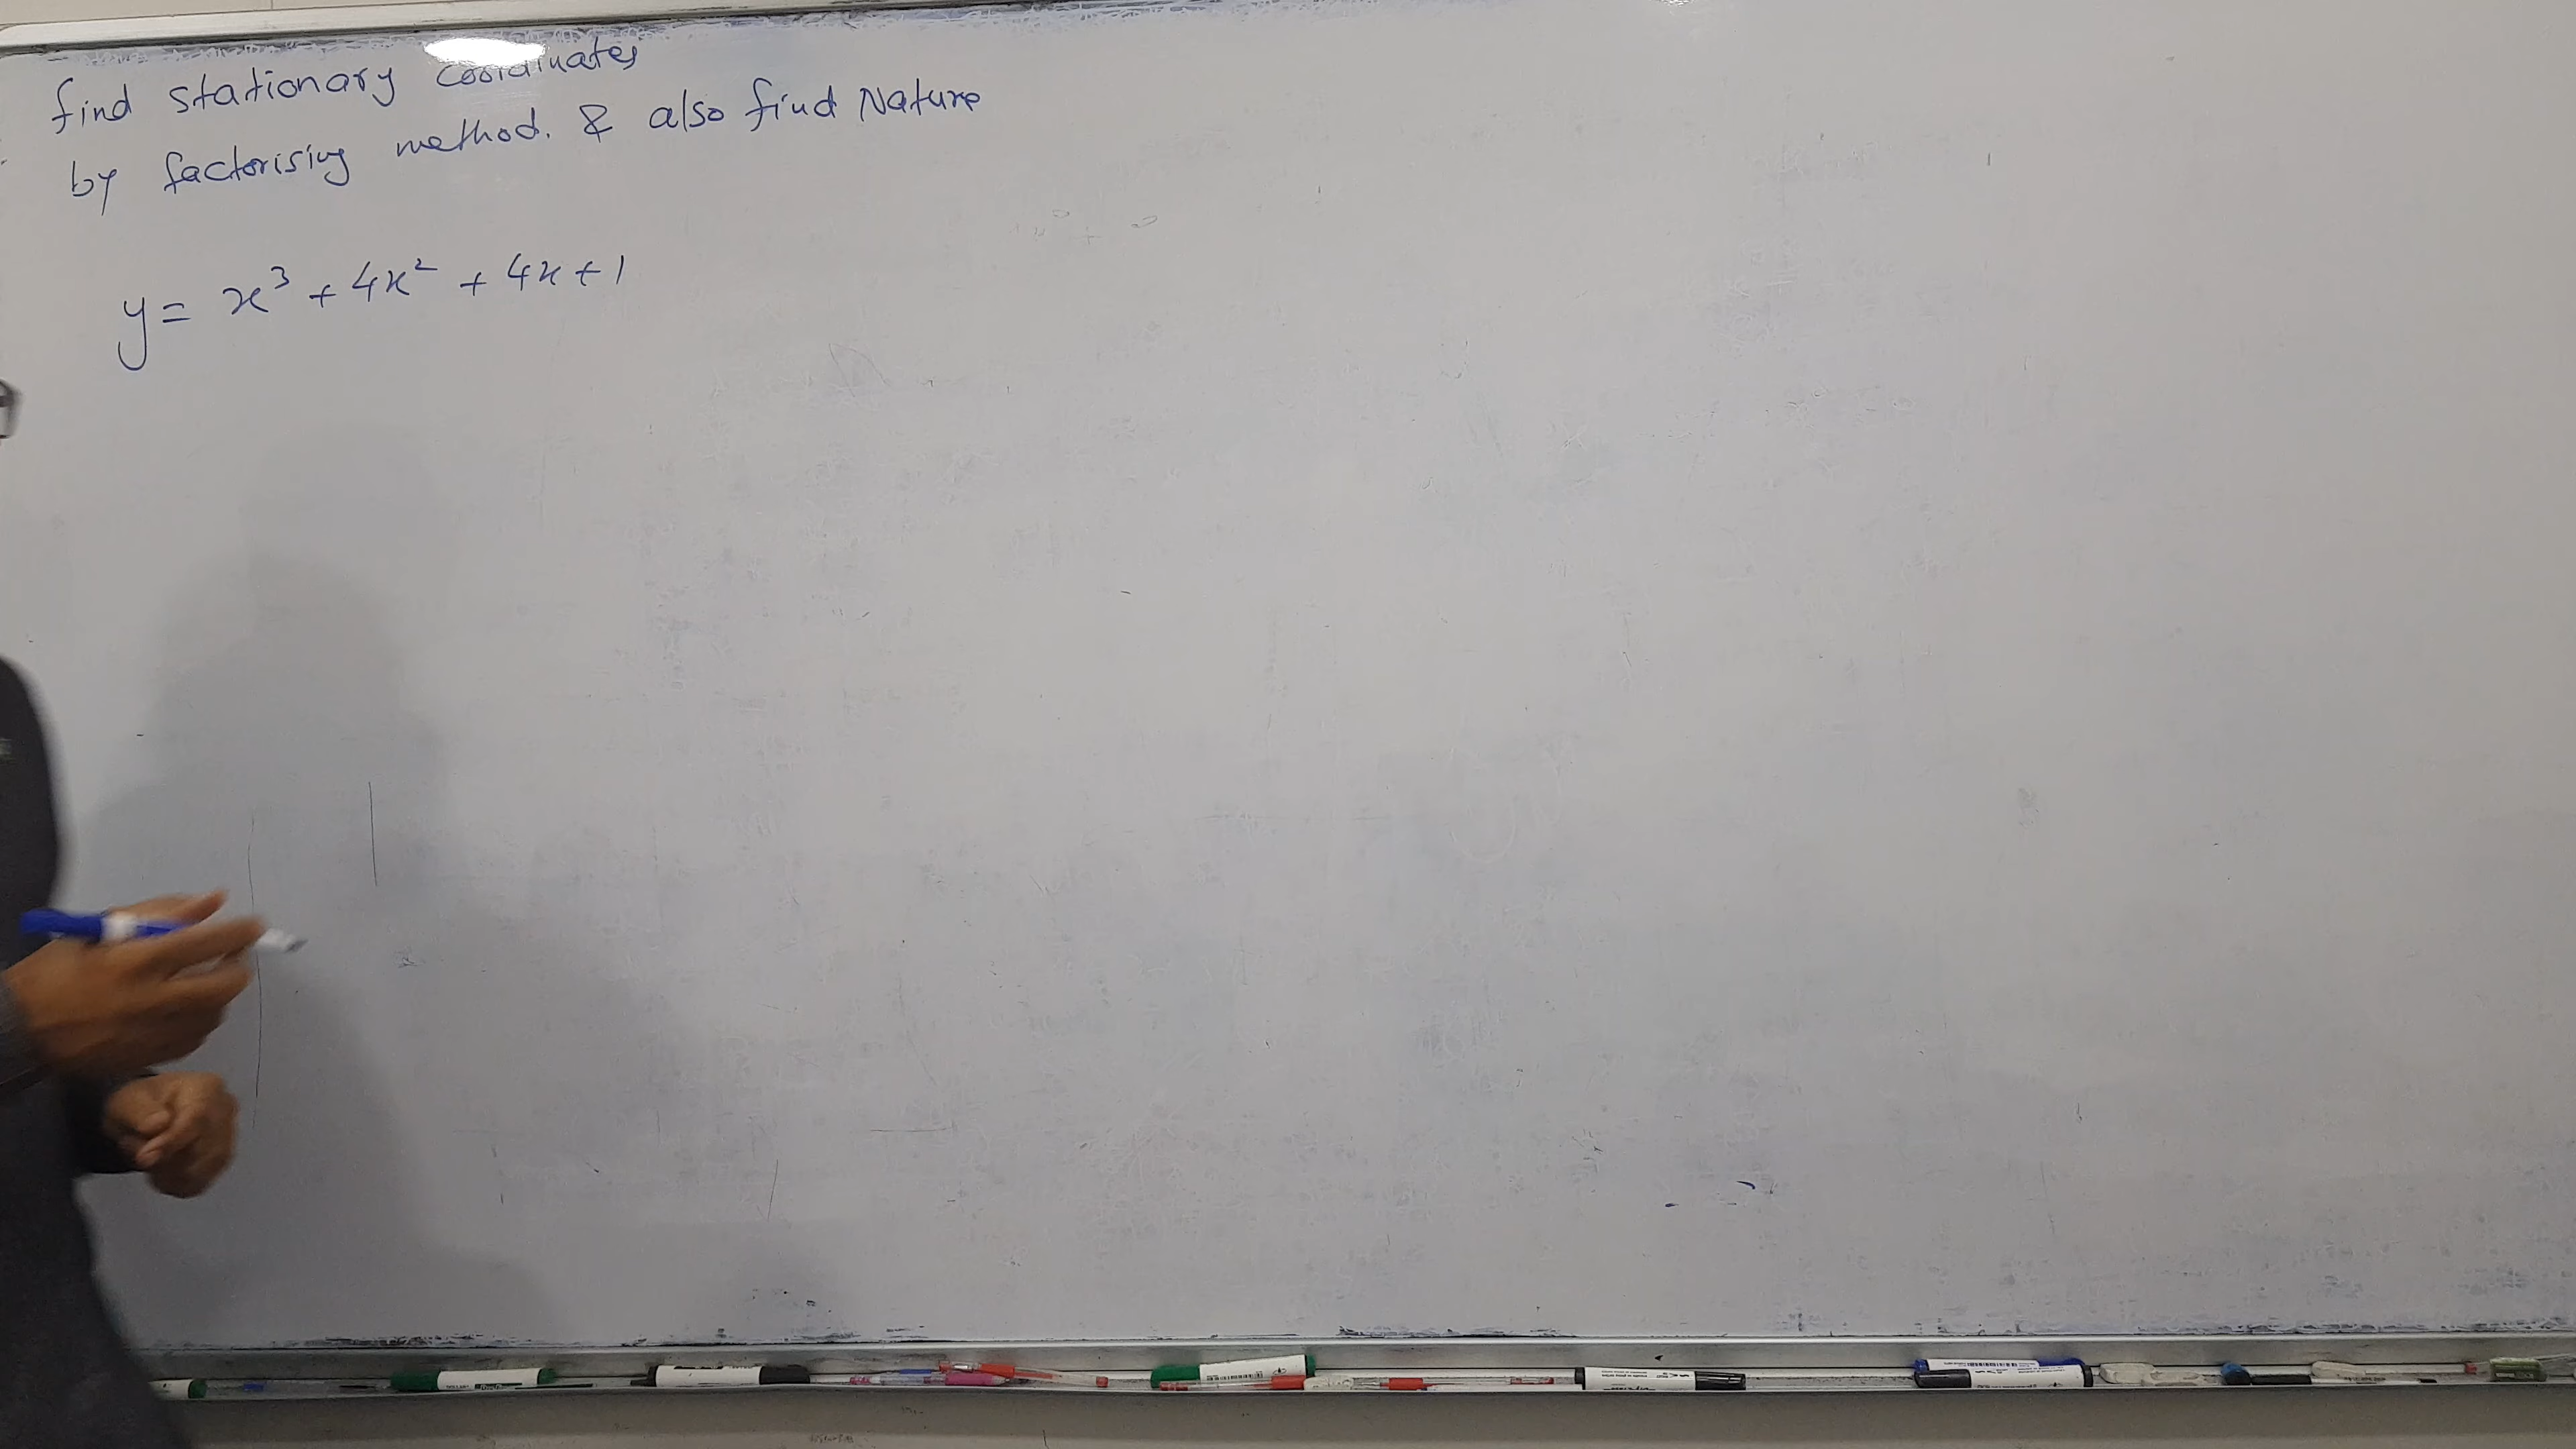 find stationary coordinates
by factorising method. & also find Nature
y = x³ + 4x² + 4x + 1